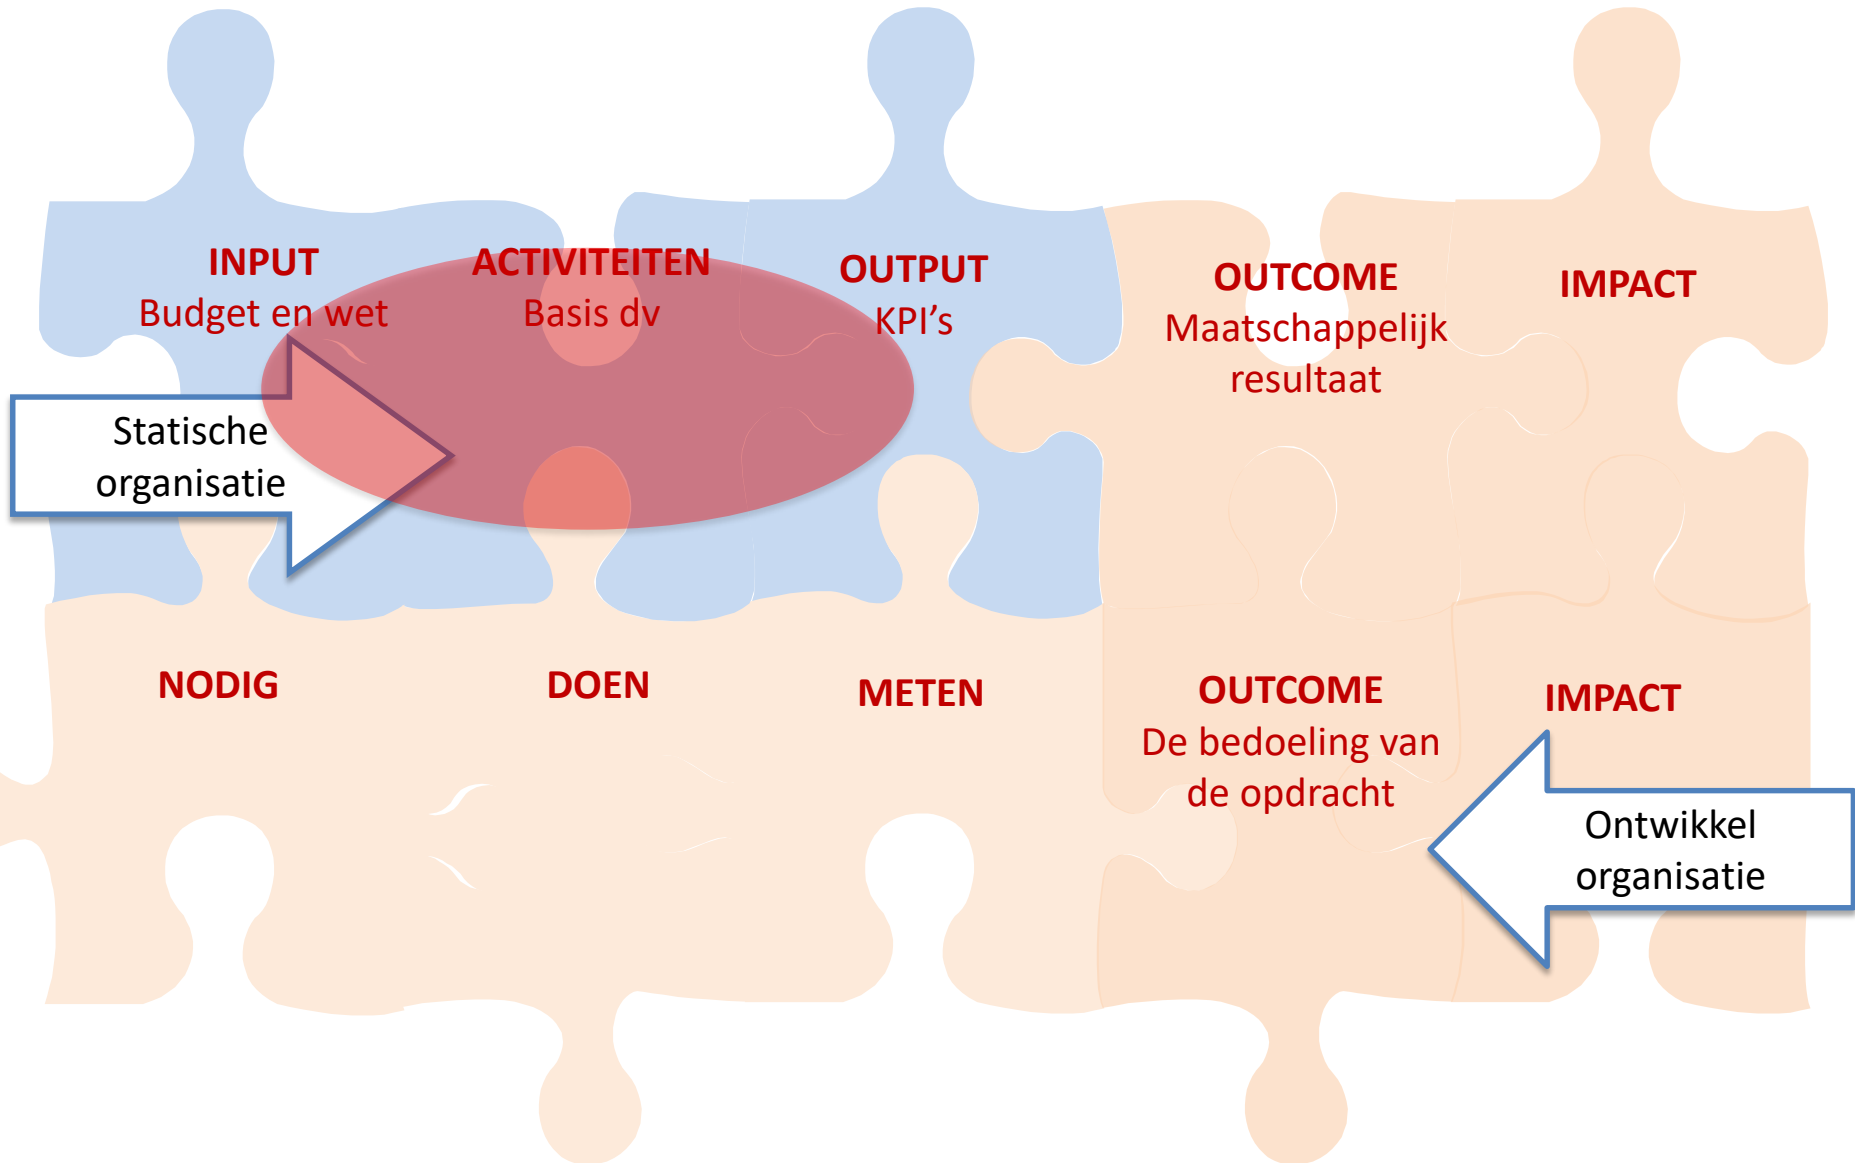 INPUT
Budget en wet
ACTIVITEITEN
Basis dv
OUTPUT
KPI’s
OUTCOME
Maatschappelijk
resultaat
IMPACT
Statische
organisatie
NODIG
DOEN
METEN
OUTCOME
De bedoeling van
de opdracht
IMPACT
Ontwikkel
organisatie